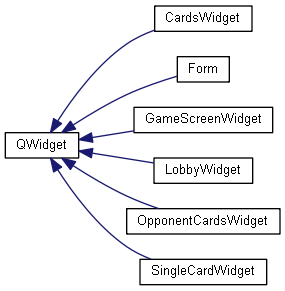 CardsWidget
Form
GameScreenWidget
QWidget
LobbyWidget
OpponentCardsWidget
SingleCardWidget